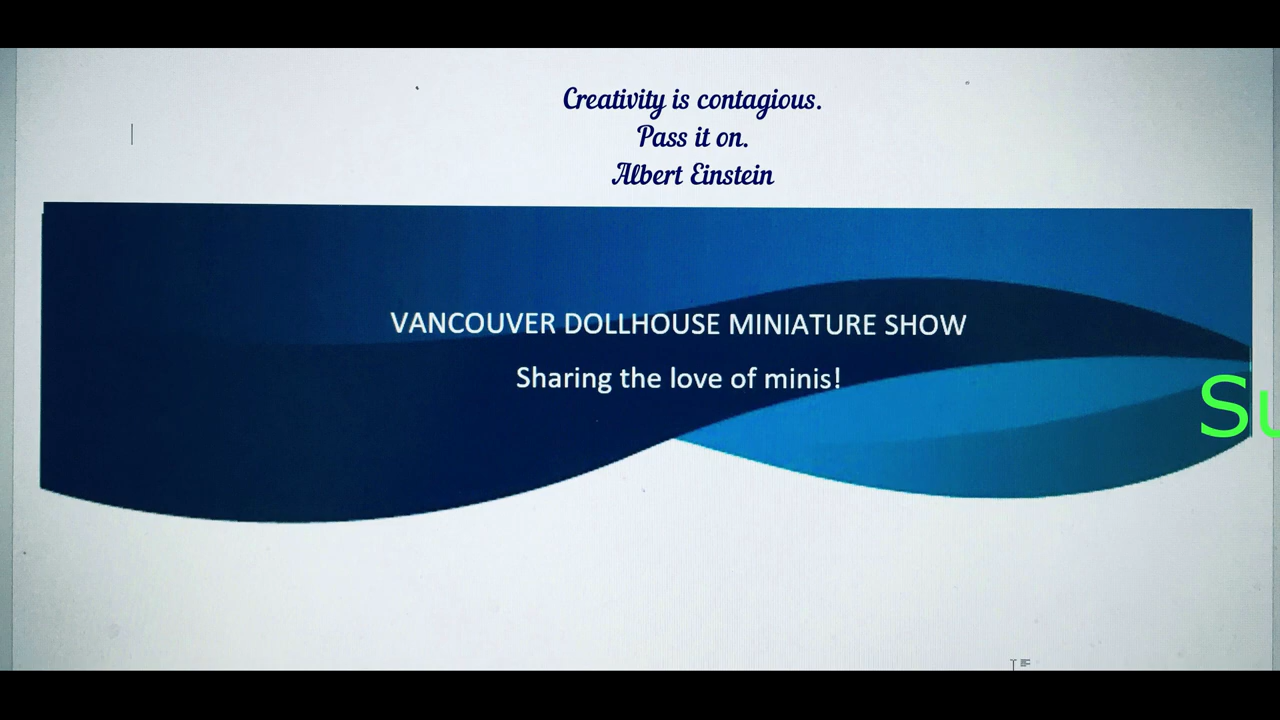 Creativity is contagious.
Pass it on.
Albert Einstein
VANCOUVER DOLLHOUSE MINIATURE SHOW
Sharing the love of minis!